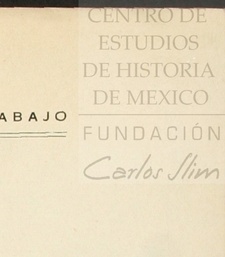 CENTRO DE
ESTUDIOS
DE HISTORIA
DE MEXICO
ABAJO
FUNDACIÓN
Carlos Slim